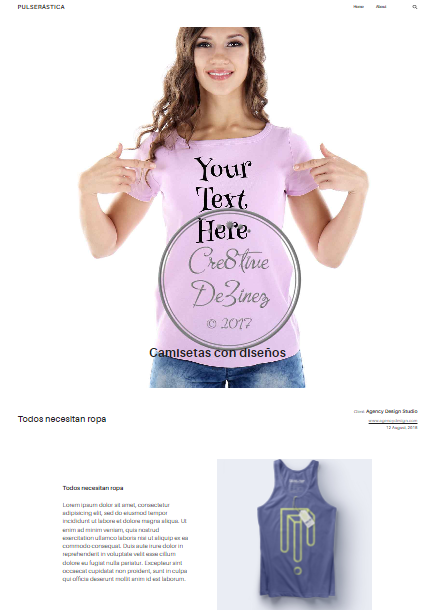 PULSERÁSTICA
Home About
Your
Text
Here
Cre8tive
De3inez
© 2017
Camisetas con diseños
Todos necesitan ropa
Client Agency Design Studio
www.agencydesign.com
12 August 2019
Todos necesitan ropa
Lorem ipsum dolor sit amet, consectetur
adipisicing elit, sed do eiusmod tempor
incididunt ut labore et dolore magna aliqua. Ut
enim ad minim veniam, quis nostrud
exercitation ullamco laboris nisi ut aliquip ex ea
commodo consequat. Duis aute irure dolor in
reprehenderit in voluptate velit esse cillum
dolore eu fugiat nulla pariatur. Excepteur sint
occaecat cupidatat non proident, sunt in culpa
qui officia deserunt mollit anim id est laborum.